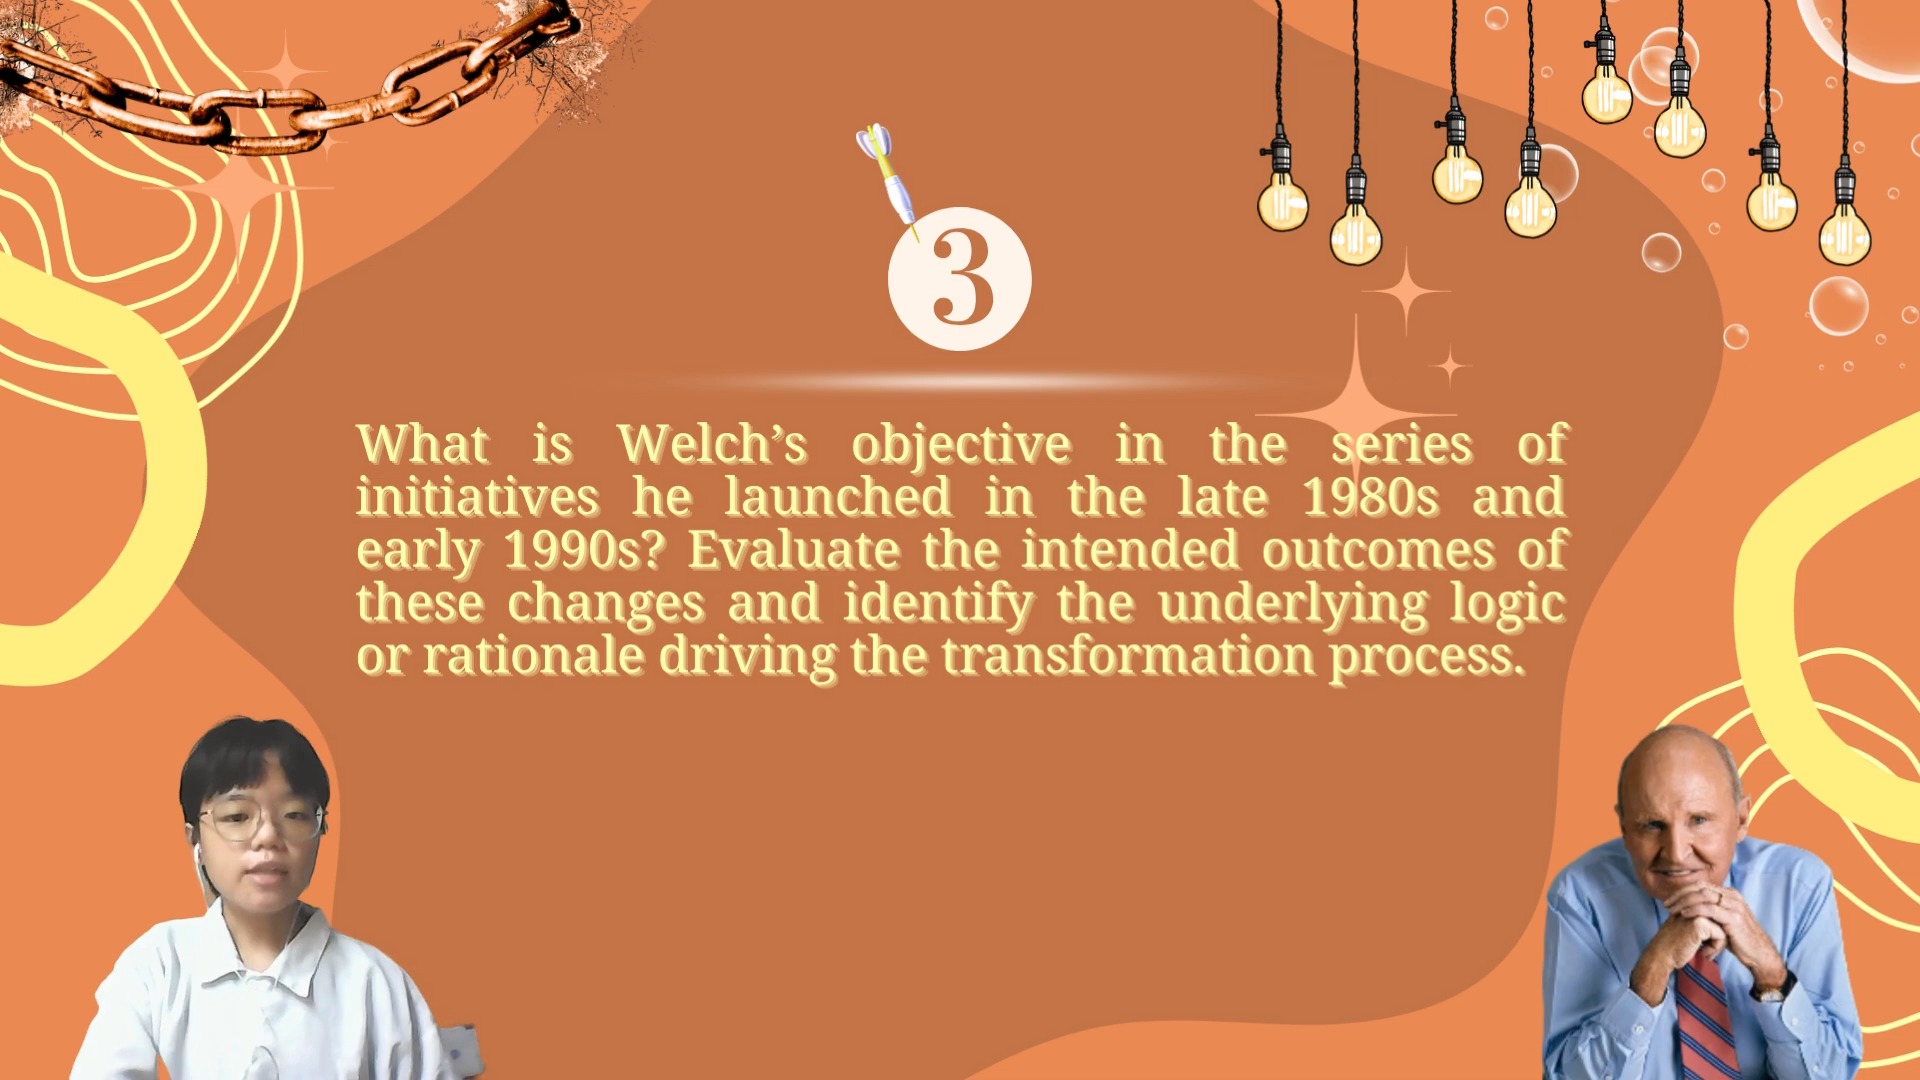 3
What is Welch’s objective in the series of
initiatives he launched in the late 1980s and
early 1990s? Evaluate the intended outcomes of
these changes and identify the underlying logic
or rationale driving the transformation process.